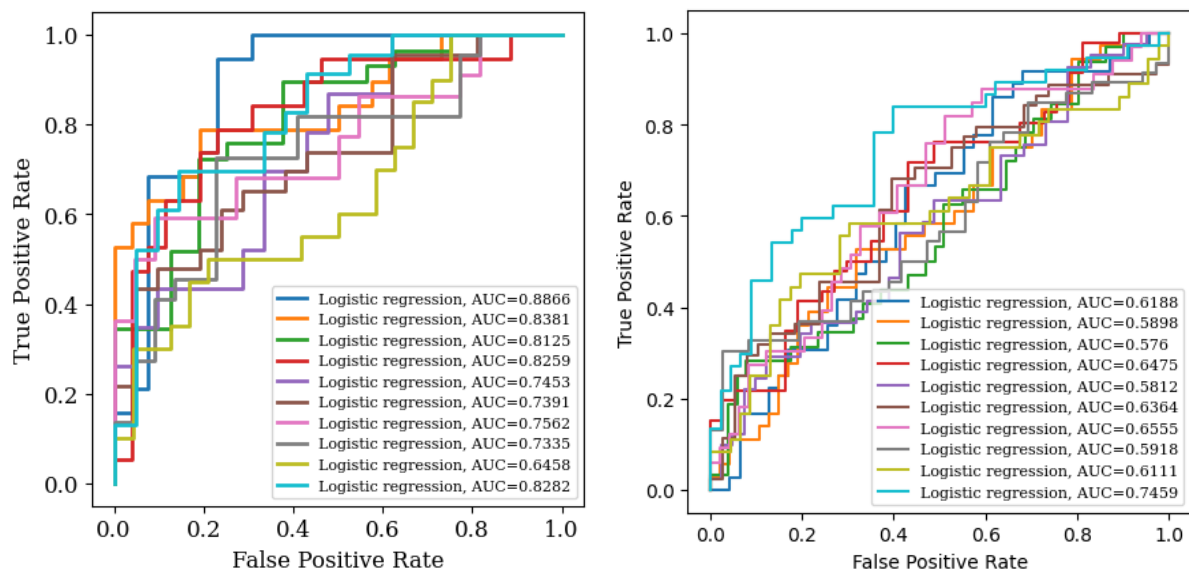 1.0
0.8
0.6
0.4
0.2
0.0
True Positive Rate
Logistic regression, AUC=0.8866
Logistic regression, AUC=0.8381
Logistic regression, AUC=0.8125
Logistic regression, AUC=0.8259
Logistic regression, AUC=0.7453
Logistic regression, AUC=0.7391
Logistic regression, AUC=0.7562
Logistic regression, AUC=0.7335
Logistic regression, AUC=0.6458
Logistic regression, AUC=0.8282
0.0 0.2 0.4 0.6 0.8 1.0
False Positive Rate
1.0
0.8
0.6
0.4
0.2
0.0
True Positive Rate
Logistic regression, AUC=0.6188
Logistic regression, AUC=0.5898
Logistic regression, AUC=0.576
Logistic regression, AUC=0.6475
Logistic regression, AUC=0.5812
Logistic regression, AUC=0.6364
Logistic regression, AUC=0.6555
Logistic regression, AUC=0.5918
Logistic regression, AUC=0.6111
Logistic regression, AUC=0.7459
0.0 0.2 0.4 0.6 0.8 1.0
False Positive Rate